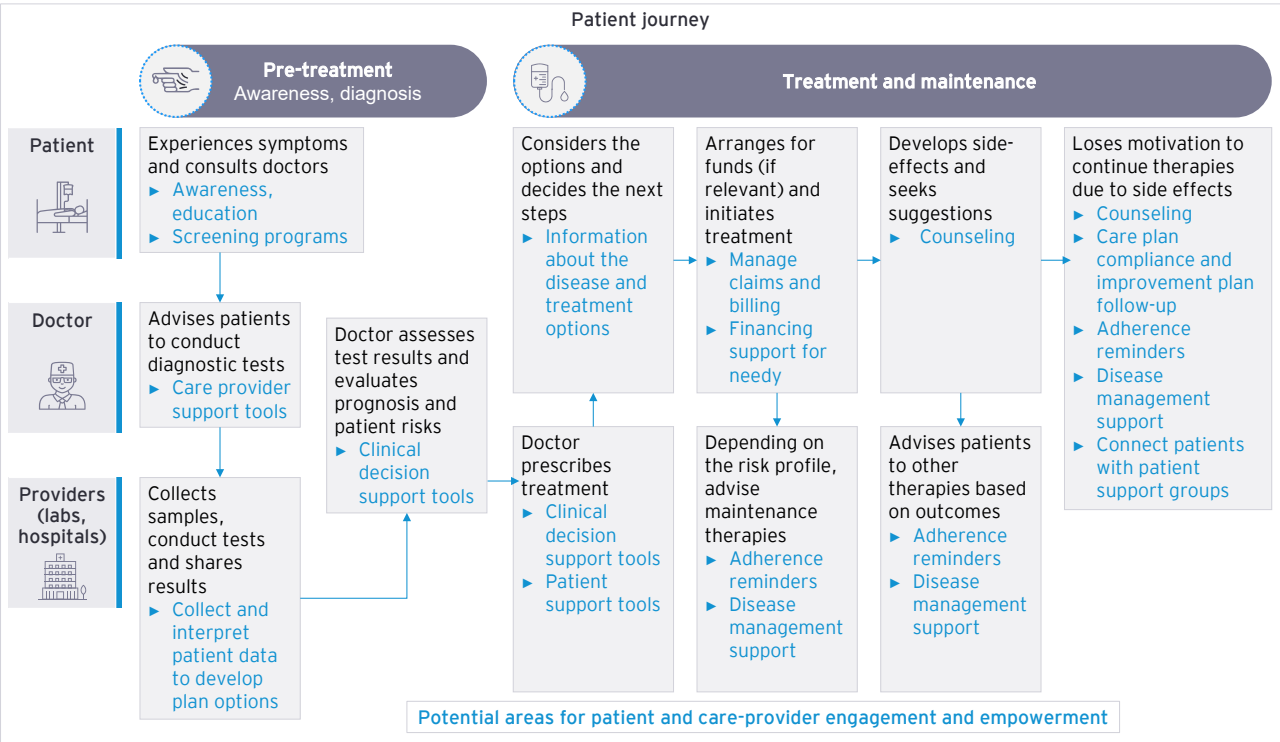 Patient journey
Pre-treatment
Awareness, diagnosis
Treatment and maintenance
Patient
Experiences symptoms
and consults doctors
► Awareness,
education
► Screening programs
Considers the
options and
decides the next
steps
► Information
about the
disease and
treatment
options
Arranges for
funds (if
relevant) and
initiates
treatment
► Manage
claims and
billing
► Financing
support for
needy
Develops side-
effects and
seeks
suggestions
► Counseling
Loses motivation to
continue therapies
due to side effects
► Counseling
► Care plan
compliance and
improvement plan
follow-up
► Adherence
reminders
► Disease
management
support
► Connect patients
with patient
support groups
Doctor
Advises patients
to conduct
diagnostic tests
► Care provider
support tools
Doctor assesses
test results and
evaluates
prognosis and
patient risks
► Clinical
decision
support tools
Doctor
prescribes
treatment
► Clinical
decision
support tools
► Patient
support tools
Depending on
the risk profile,
advise
maintenance
therapies
► Adherence
reminders
► Disease
management
support
Advises patients
to other
therapies based
on outcomes
► Adherence
reminders
► Disease
management
support
Providers
(labs,
hospitals)
Collects
samples,
conduct tests
and shares
results
► Collect and
interpret
patient data
to develop
plan options
Potential areas for patient and care-provider engagement and empowerment